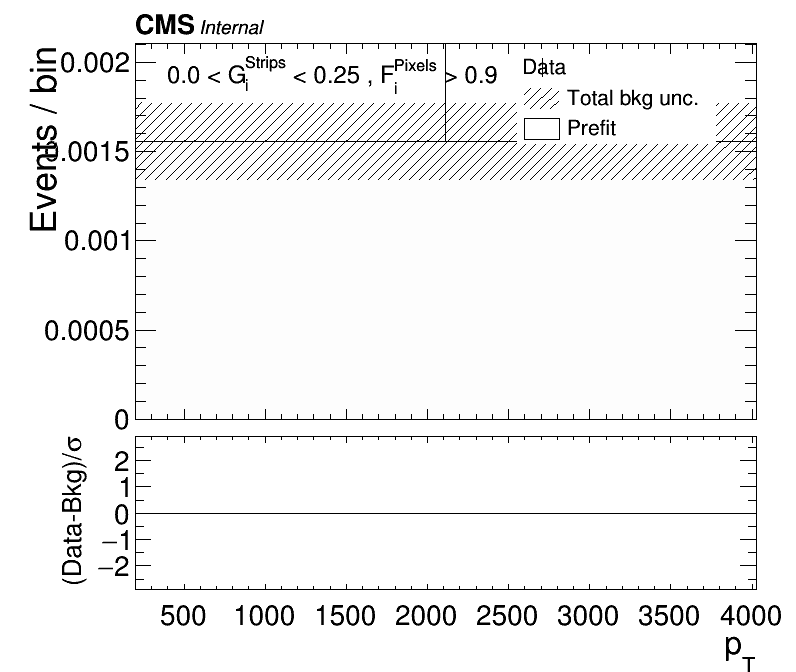 CMS Internal
Events / bin
0.002
0.0015
0.001
0.0005
0
0.0 < G_i^Strips < 0.25 , F_i^Pixels > 0.9
Data
Total bkg unc.
Prefit
(Data-Bkg)/σ
2
1
0
−1
−2
500 1000 1500 2000 2500 3000 3500 4000
p_T